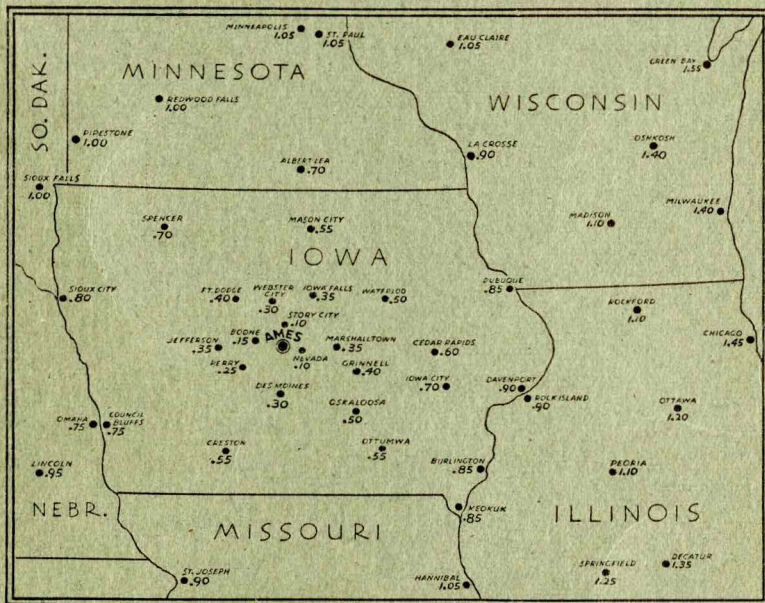 MINNEAPOLIS
1.05
ST. PAUL
1.05
EAU CLAIRE
1.05
GREEN BAY
1.55
SO. DAK.
MINNESOTA
WISCONSIN
REDWOOD FALLS
1.00
PIPESTONE
1.00
LA CROSSE
.90
OSHKOSH
1.40
ALBERT LEA
.70
SIOUX FALLS
1.00
MILWAUKEE
1.40
MADISON
1.10
SPENCER
.70
MASON CITY
.55
IOWA
SIOUX CITY
.80
FT. DODGE
.40
WEBSTER
CITY
.30
IOWA FALLS
.35
WATERLOO
.50
DUBUQUE
.85
ROCKFORD
1.10
STORY CITY
.10
CHICAGO
1.45
JEFFERSON
.35
BOONE
.15
AMES
NEVADA
.10
MARSHALLTOWN
.35
CEDAR RAPIDS
.60
PERRY
.25
GRINNELL
.40
IOWA CITY
.70
DAVENPORT
.90
ROCK ISLAND
.90
DES MOINES
.30
OSKALOOSA
.50
OTTAWA
1.20
OMAHA
.75
COUNCIL
BLUFFS
.75
CRESTON
.55
OTTUMWA
.55
LINCOLN
.95
BURLINGTON
.85
PEORIA
1.10
NEBR.
MISSOURI
KEOKUK
.85
ILLINOIS
ST. JOSEPH
.90
HANNIBAL
1.05
SPRINGFIELD
1.25
DECATUR
1.35